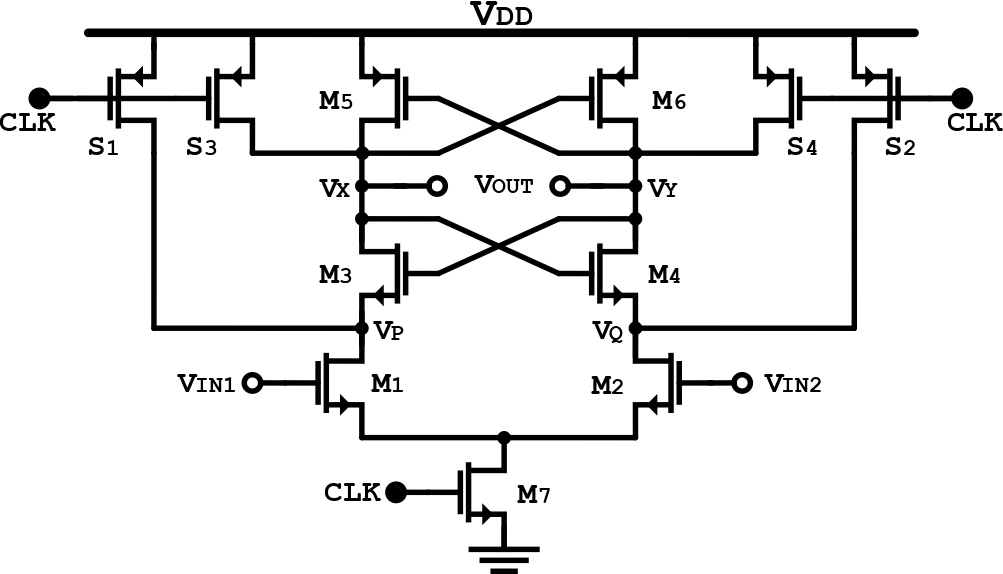 VDD
CLK
S1
S3
M5
M6
S4
S2
CLK
VX
VOUT
VY
M3
M4
VP
VQ
VIN1
M1
M2
VIN2
CLK
M7